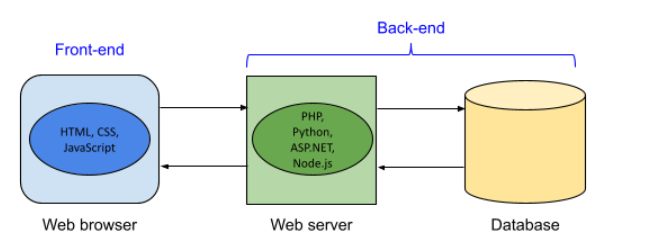 Back-end
Front-end
HTML, CSS,
JavaScript
PHP,
Python,
ASP.NET,
Node.js
Web browser
Web server
Database